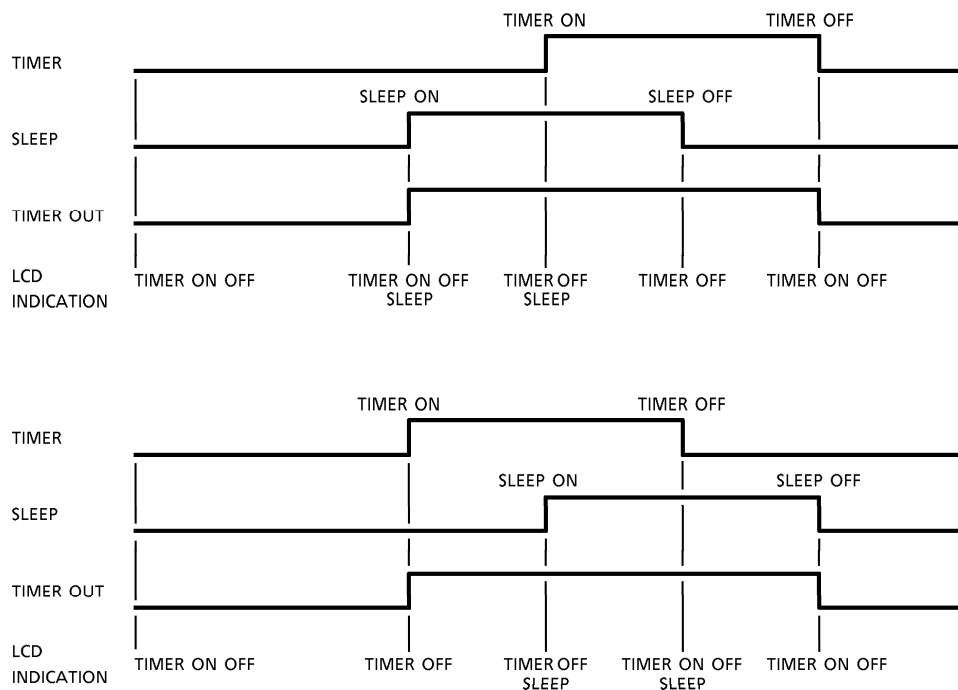 TIMER ON TIMER OFF
TIMER
SLEEP ON SLEEP OFF
SLEEP
TIMER OUT
LCD INDICATION
TIMER ON OFF TIMER ON OFF TIMER OFF TIMER OFF TIMER ON OFF
SLEEP SLEEP
TIMER ON TIMER OFF
TIMER
SLEEP ON SLEEP OFF
SLEEP
TIMER OUT
LCD INDICATION
TIMER ON OFF TIMER OFF TIMER OFF TIMER ON OFF TIMER ON OFF
SLEEP SLEEP